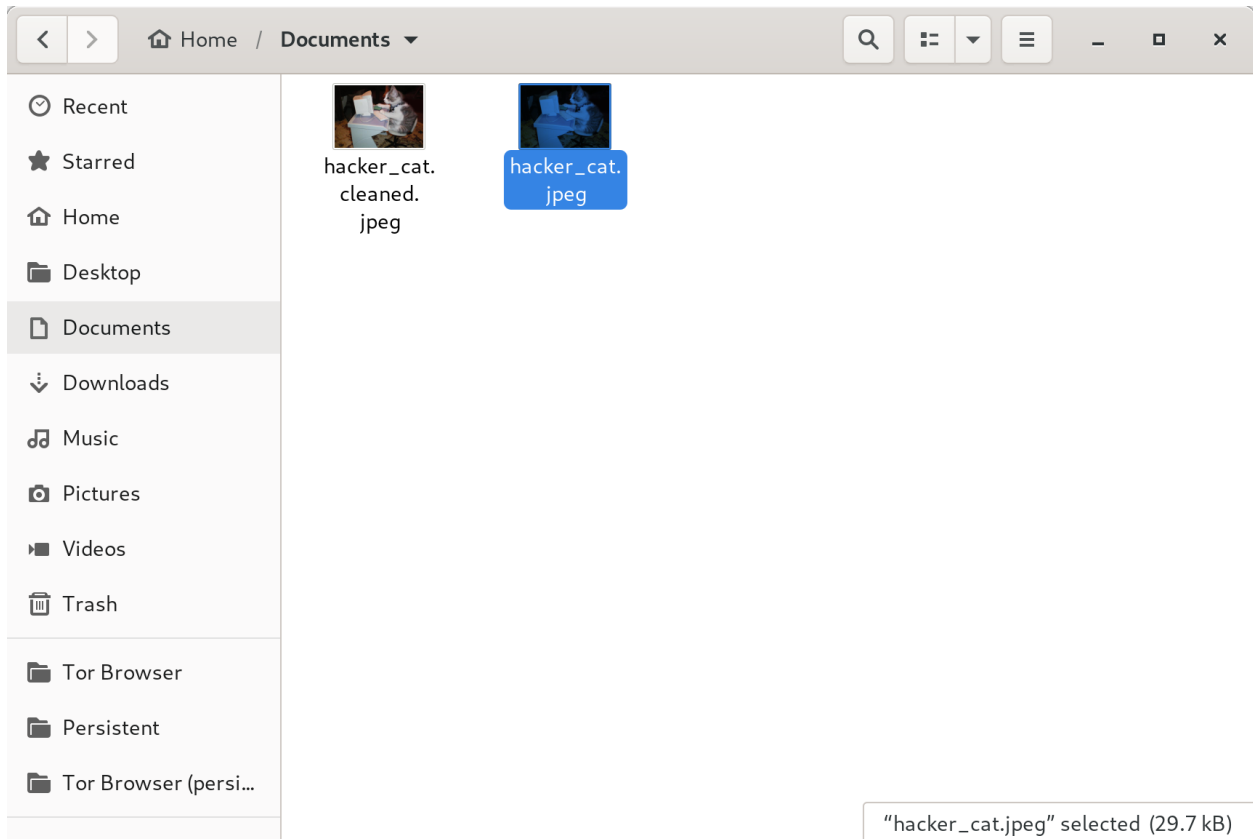 Home / Documents
Recent
Starred
Home
Desktop
Documents
Downloads
Music
Pictures
Videos
Trash
Tor Browser
Persistent
Tor Browser (persi...
hacker_cat.
cleaned.
jpeg
hacker_cat.
jpeg
“hacker_cat.jpeg” selected (29.7 kB)